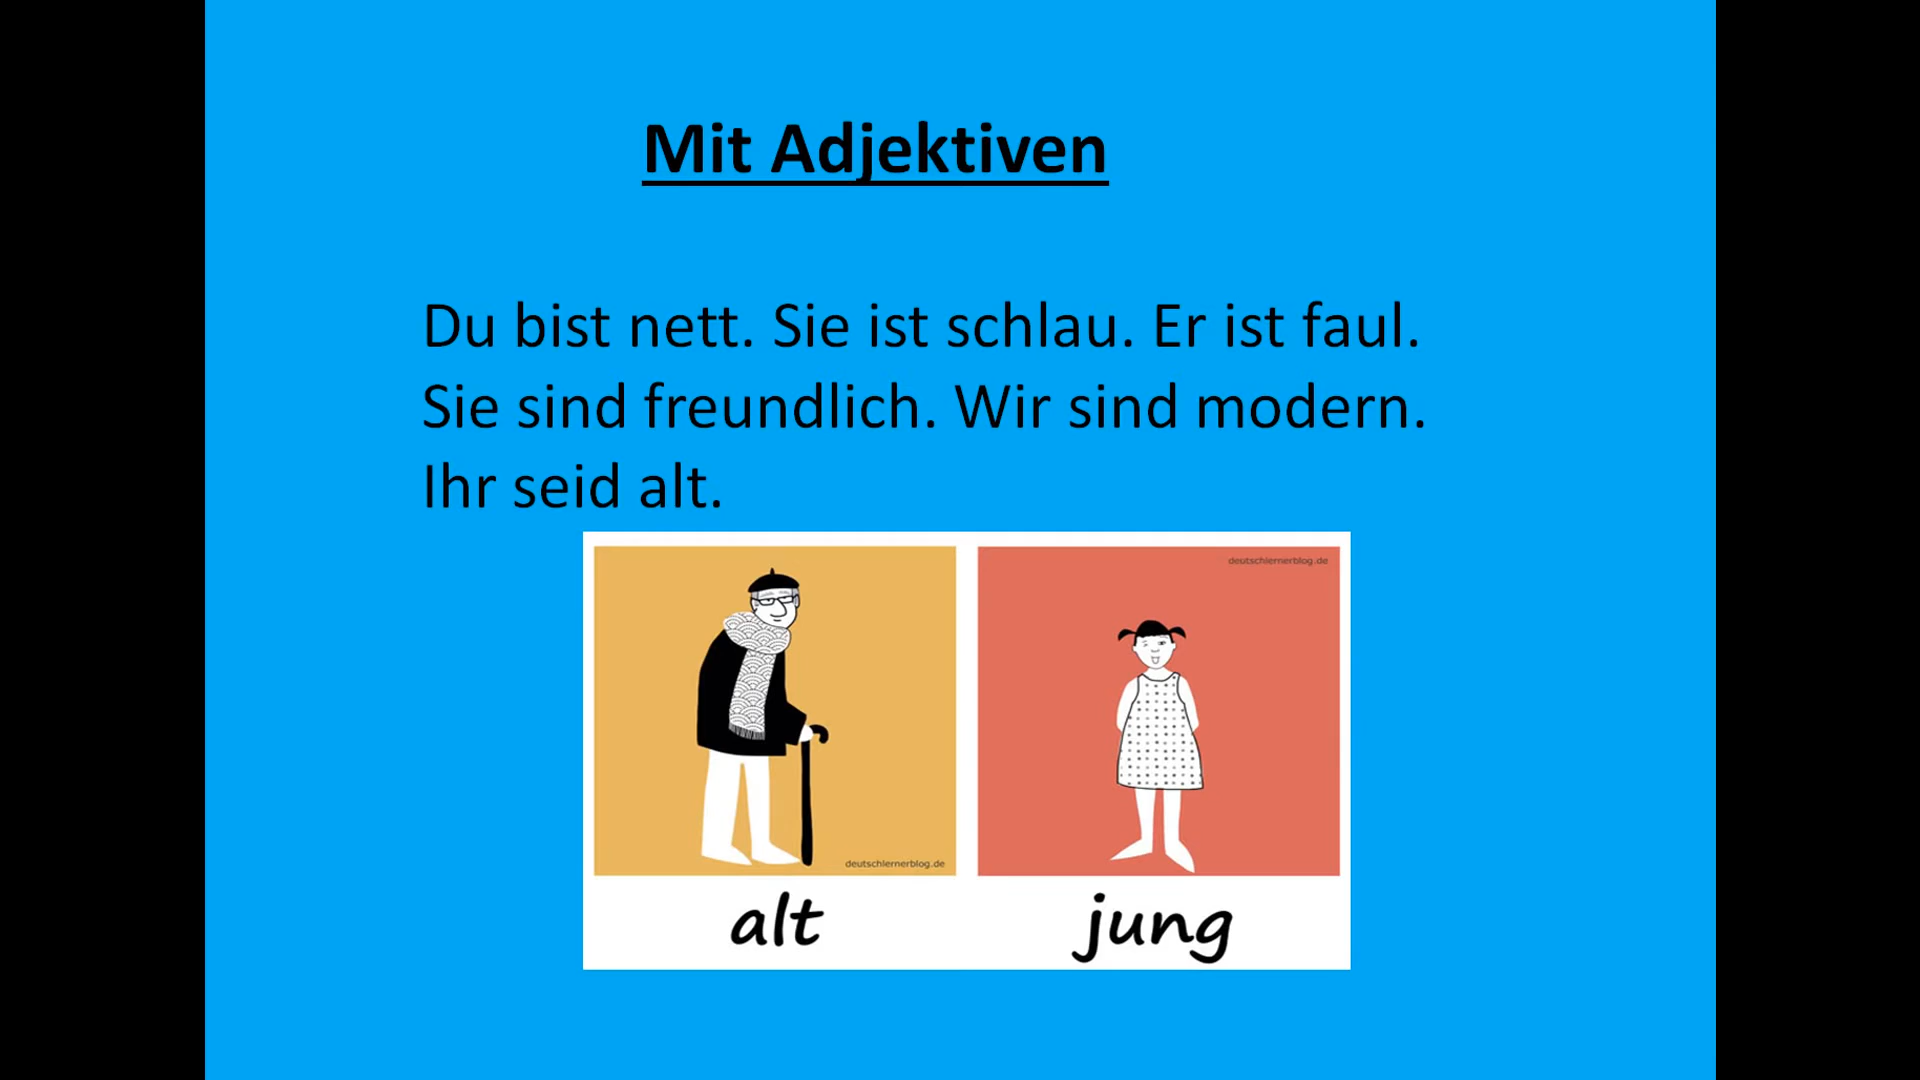 Mit Adjektiven
Du bist nett. Sie ist schlau. Er ist faul.
Sie sind freundlich. Wir sind modern.
Ihr seid alt.
deutschlernerblog.de
deutschlernerblog.de
alt
jung